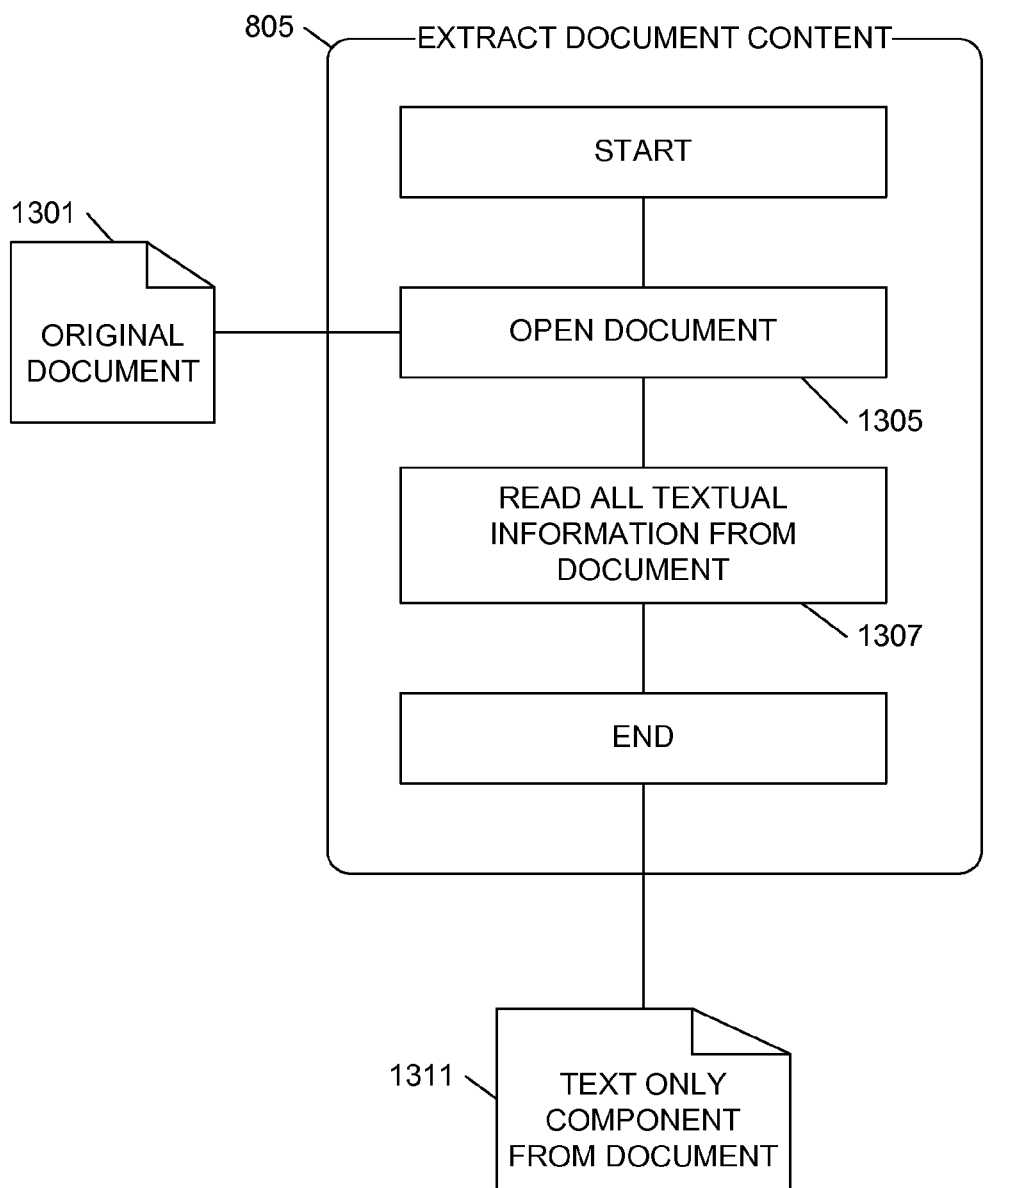 805
EXTRACT DOCUMENT CONTENT
START
1301
ORIGINAL
DOCUMENT
OPEN DOCUMENT
1305
READ ALL TEXTUAL
INFORMATION FROM
DOCUMENT
1307
END
1311
TEXT ONLY
COMPONENT
FROM DOCUMENT